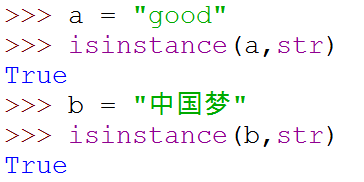 >>> a = "good"
>>> isinstance(a,str)
True
>>> b = "中国梦"
>>> isinstance(b,str)
True